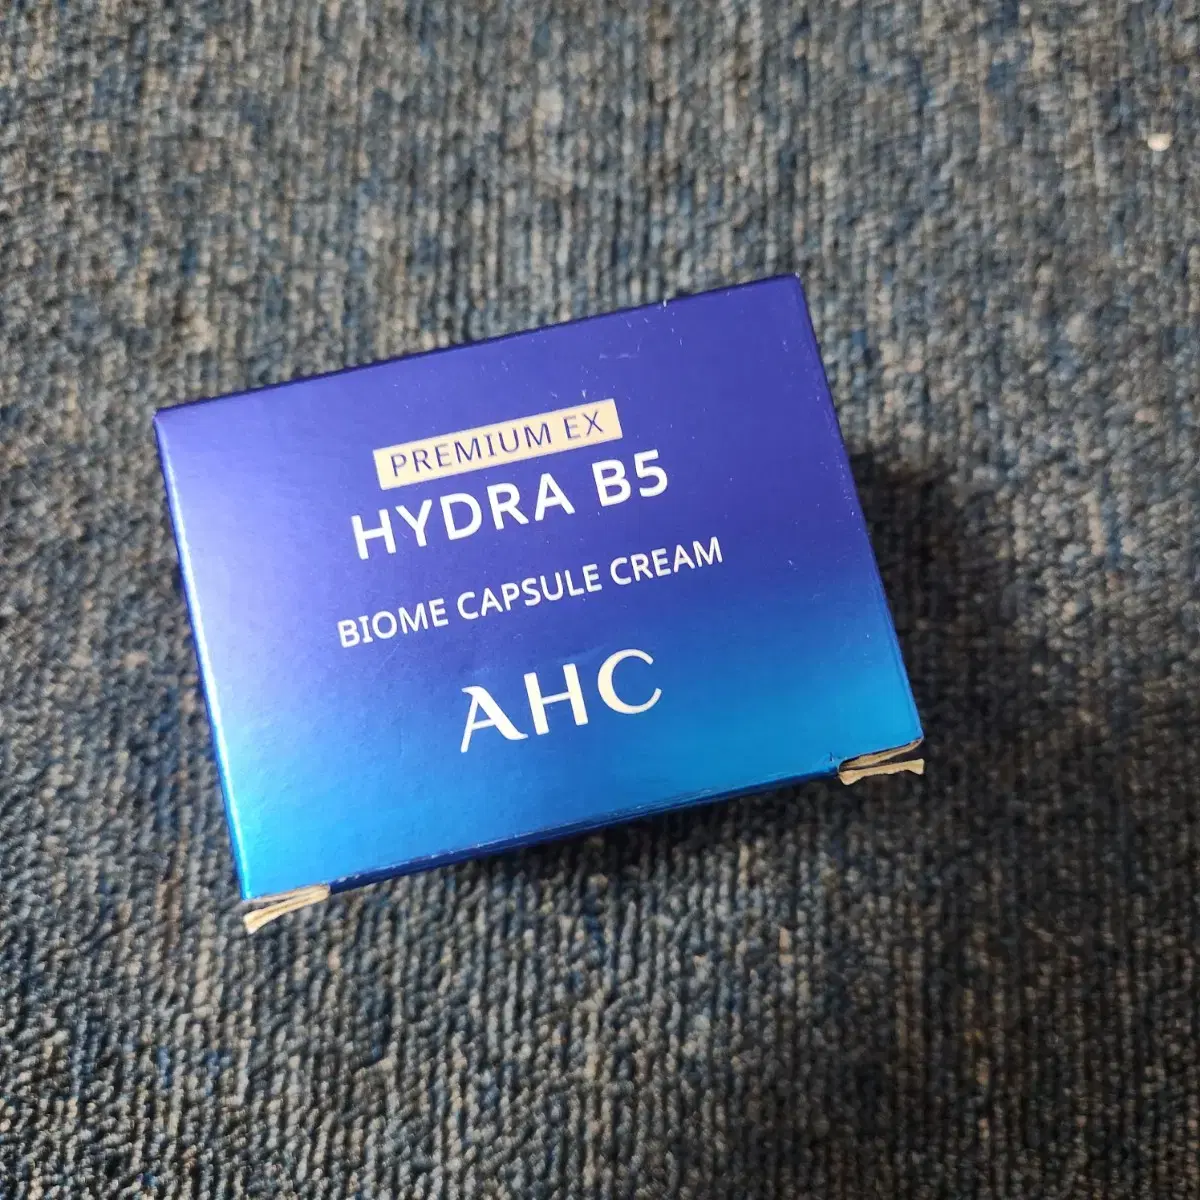 PREMIUM EX
HYDRA B5
BIOME CAPSULE CREAM
AHC